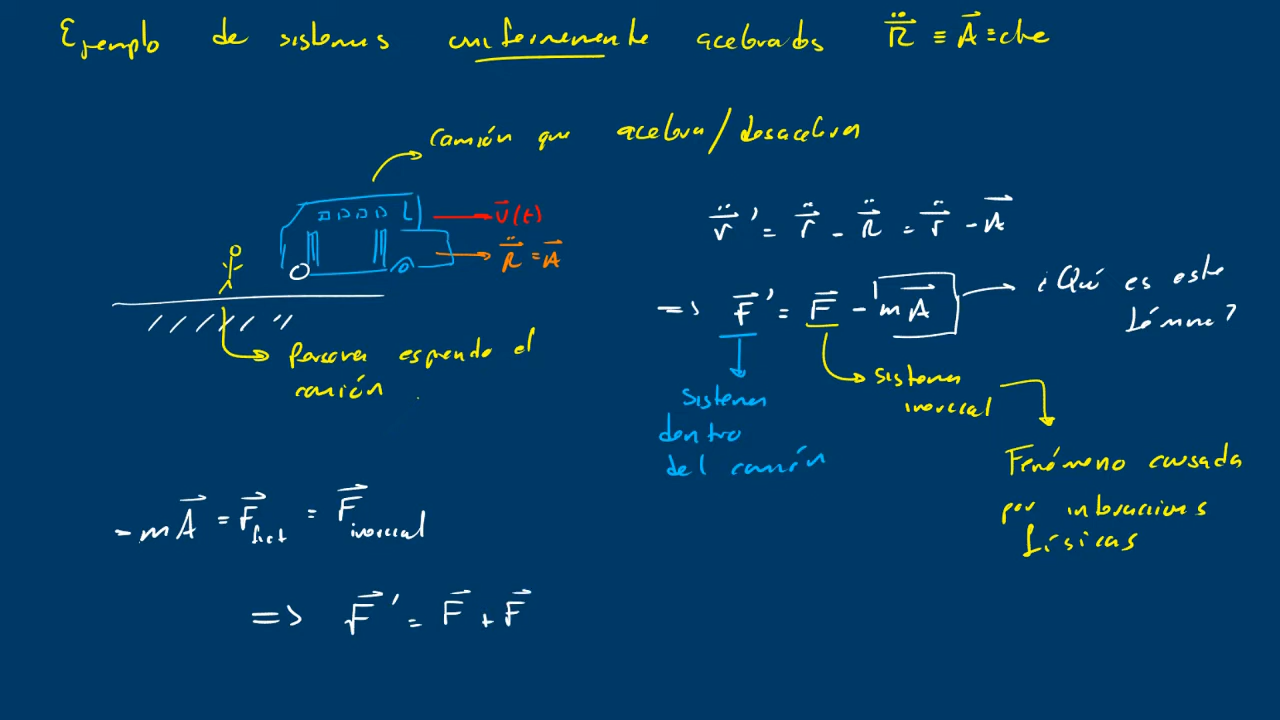 Ejemplo de sistemas uniformemente acelerados R̈⃗ ≡ A⃗ ≡ cte
Camión que acelera/desacelera
v⃗(t)
R̈⃗ = A⃗
r̈⃗' = r̈⃗ - R̈⃗ = r̈⃗ - A⃗
=> F⃗' = F⃗ - mA⃗
¿Qué es este
término?
Persona esperando el
camión
Sistema
inercial
Sistema
dentro
del camión
Fenómeno causada
por interacciones
físicas
-mA⃗ = F⃗fict = F⃗inercial
=> F⃗' = F⃗ + F⃗